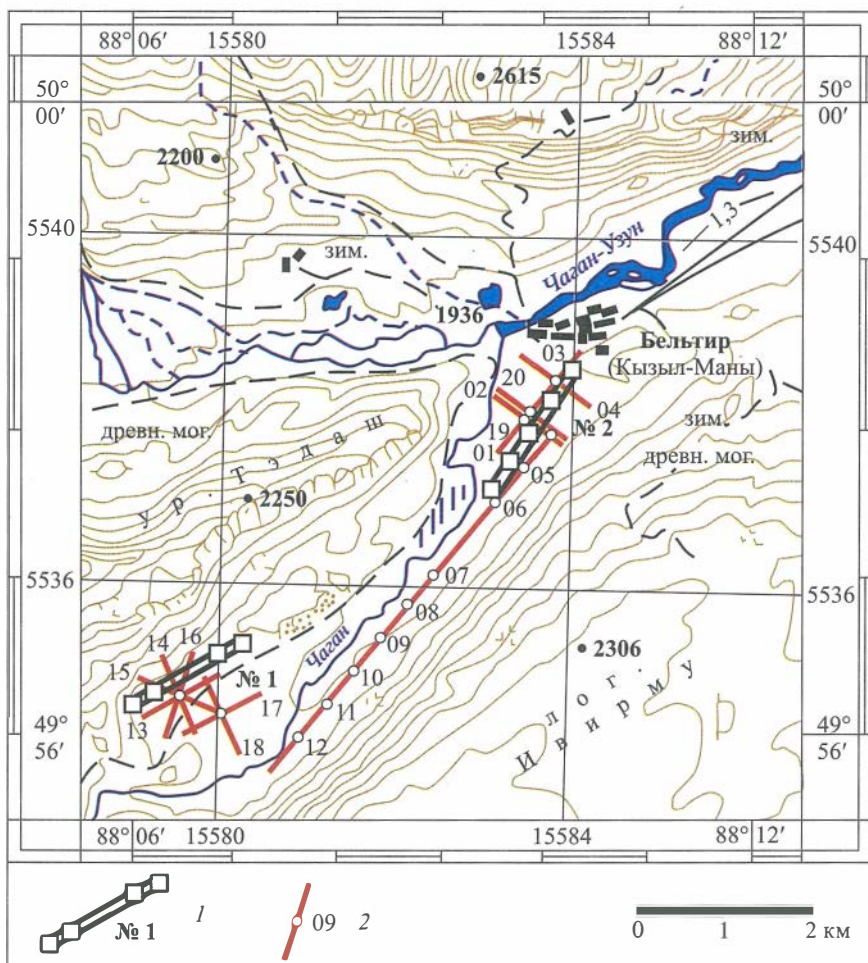 88° 06′ 15580 15584 88° 12′
50° 00′
50° 00′
2615
2200
зим.
5540
5540
зим.
Чаган-Узун
1,3
1936
Бельтир
(Кызыл-Маны)
03
20
02
04
19
№ 2
01
05
06
зим.
древн. мог.
древн. мог.
ур. Тэдаш
2250
5536
5536
07
08
Чаган
09
10
11
12
2306
лог.
Ивирму
14
16
15
№ 1
13
17
18
49° 56′
49° 56′
88° 06′ 15580 15584 88° 12′
№ 1 1
09 2
0 1 2 км